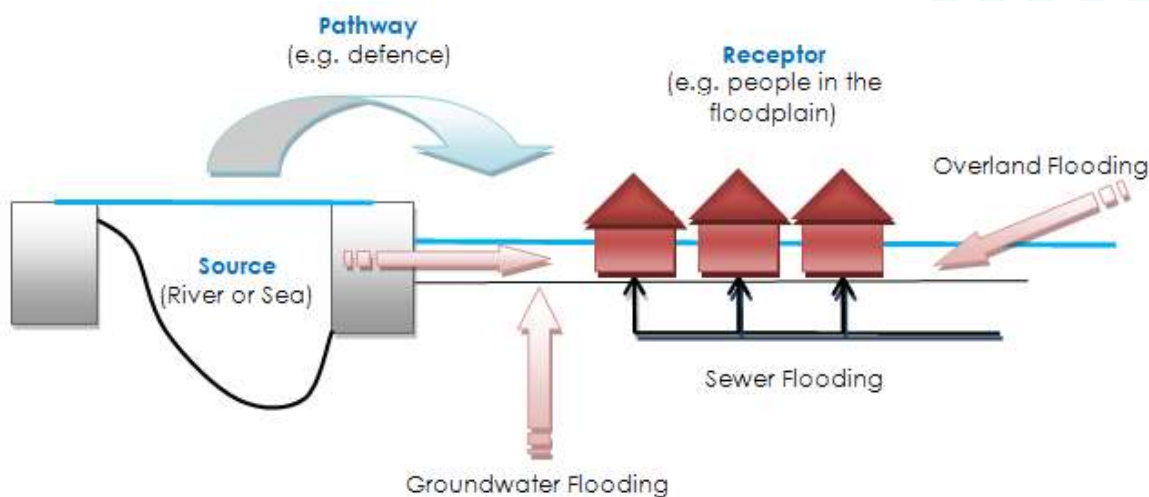 Pathway
(e.g. defence)
Receptor
(e.g. people in the
floodplain)
Overland Flooding
Source
(River or Sea)
Sewer Flooding
Groundwater Flooding